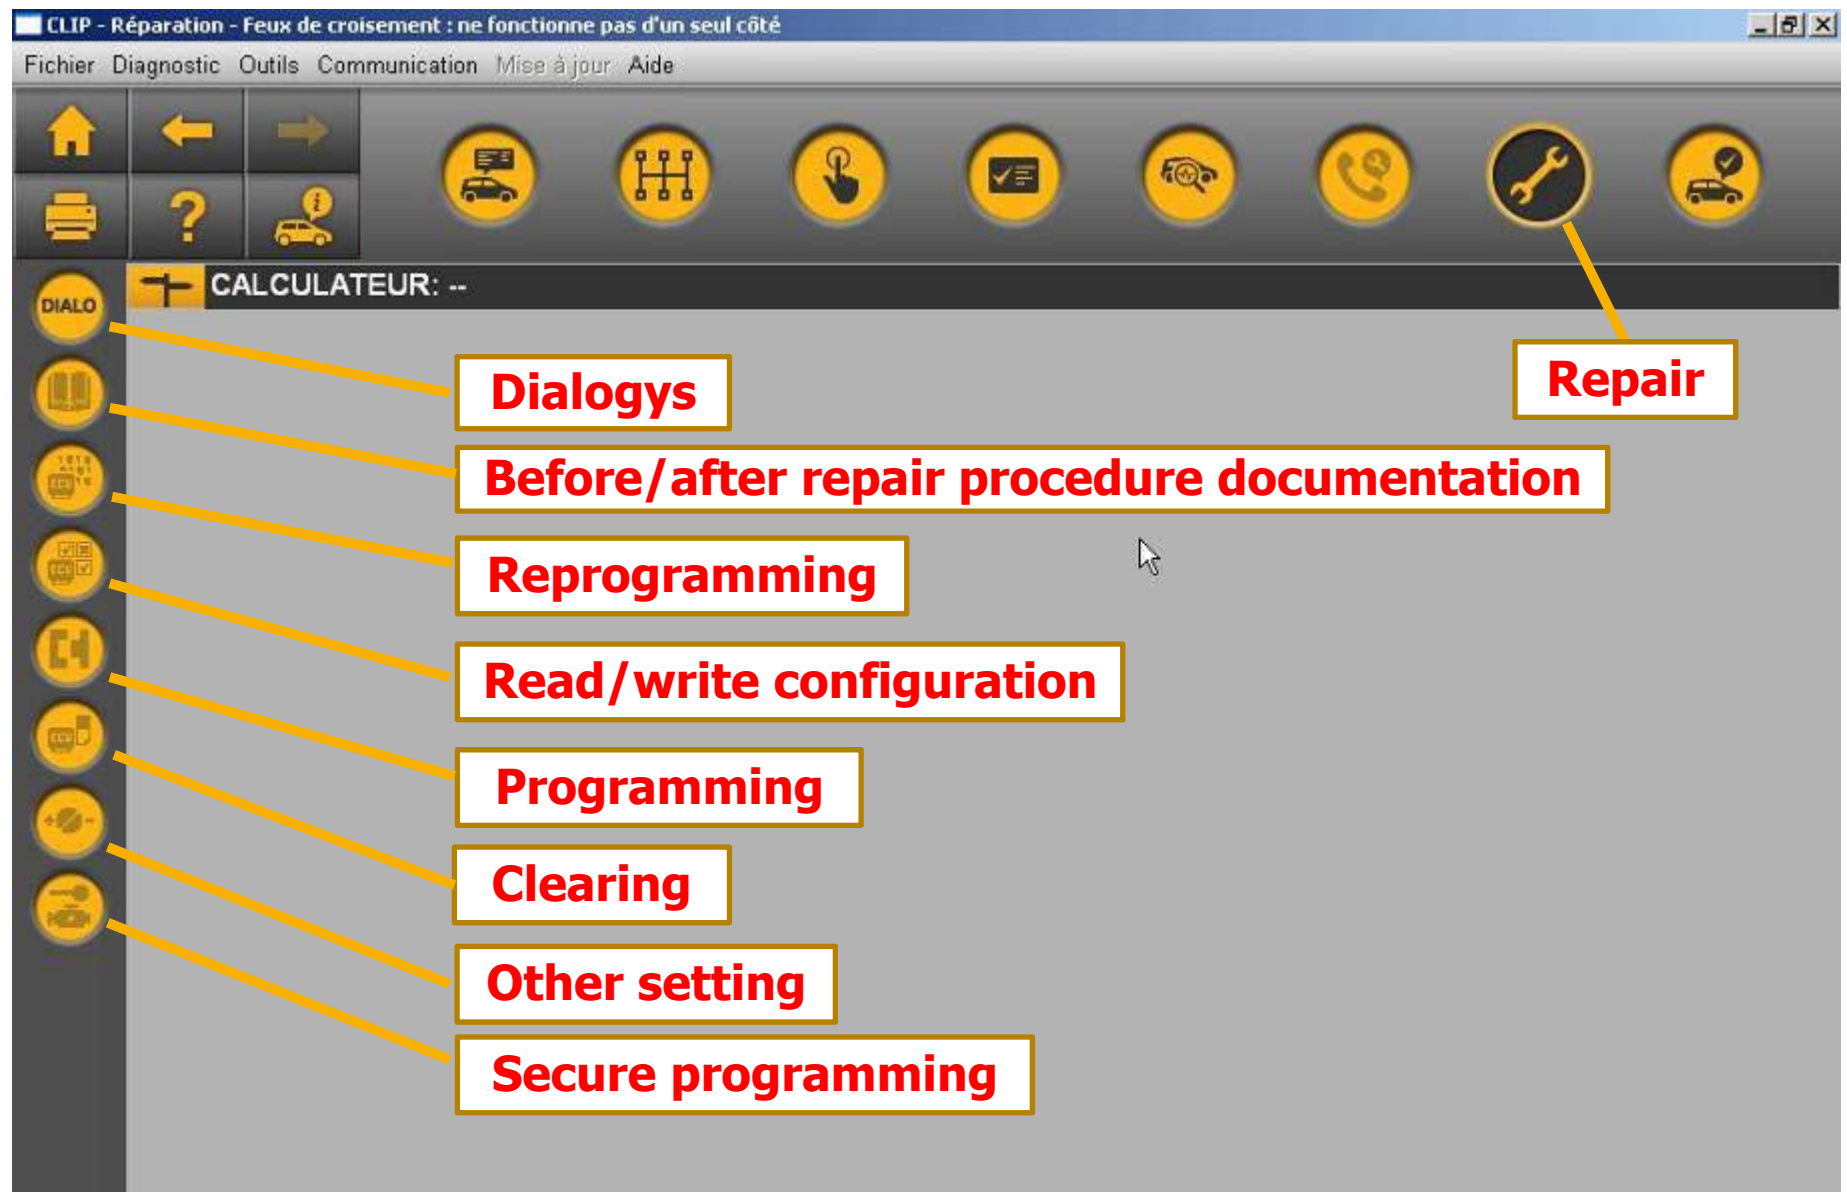 CLIP - Réparation - Feux de croisement : ne fonctionne pas d'un seul côté
Fichier Diagnostic Outils Communication Mise à jour Aide
CALCULATEUR: --
DIALO
Repair
Dialogys
Before/after repair procedure documentation
Reprogramming
Read/write configuration
Programming
Clearing
Other setting
Secure programming